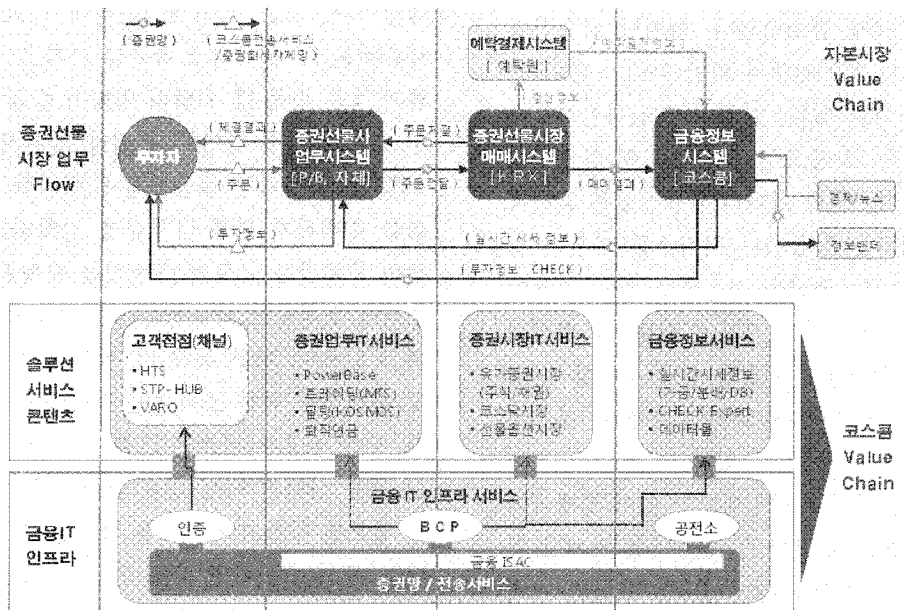 ( 증권망 )
( 코스콤전송서비스
/증권회사자체망 )
예탁결제시스템
[ 예탁원 ]
자본시장
Value
Chain
증권선물
시장 업무
Flow
투자자
( 체결결과 )
증권선물사
업무시스템
[P/B, 자체]
( 주문체결 )
증권선물시장
매매시스템
[ K R X ]
금융정보
시스템
[ 코스콤 ]
( 주문 )
( 주문전달 )
( 매매결과 )
경제/뉴스
정보벤더
( 투자정보 )
( 실시간 시세 정보 )
( 투자정보, CHECK )
솔루션
서비스
콘텐츠
고객접점(채널)
• HTS
• STP-HUB
• VARO
증권업무IT서비스
• PowerBase
• 트레이딩(MTS)
• 딜링(KOSMOS)
• 퇴직연금
증권시장IT서비스
• 유가증권시장
(주식/채권)
• 코스닥시장
• 선물옵션시장
금융정보서비스
• 실시간시세정보
(가공/분배/DB)
• CHECK Expert
• 데이터몰
코스콤
Value
Chain
금융IT
인프라
금융 IT 인프라 서비스
인증
B C P
공전소
금융 ISAC
증권망 / 전송서비스